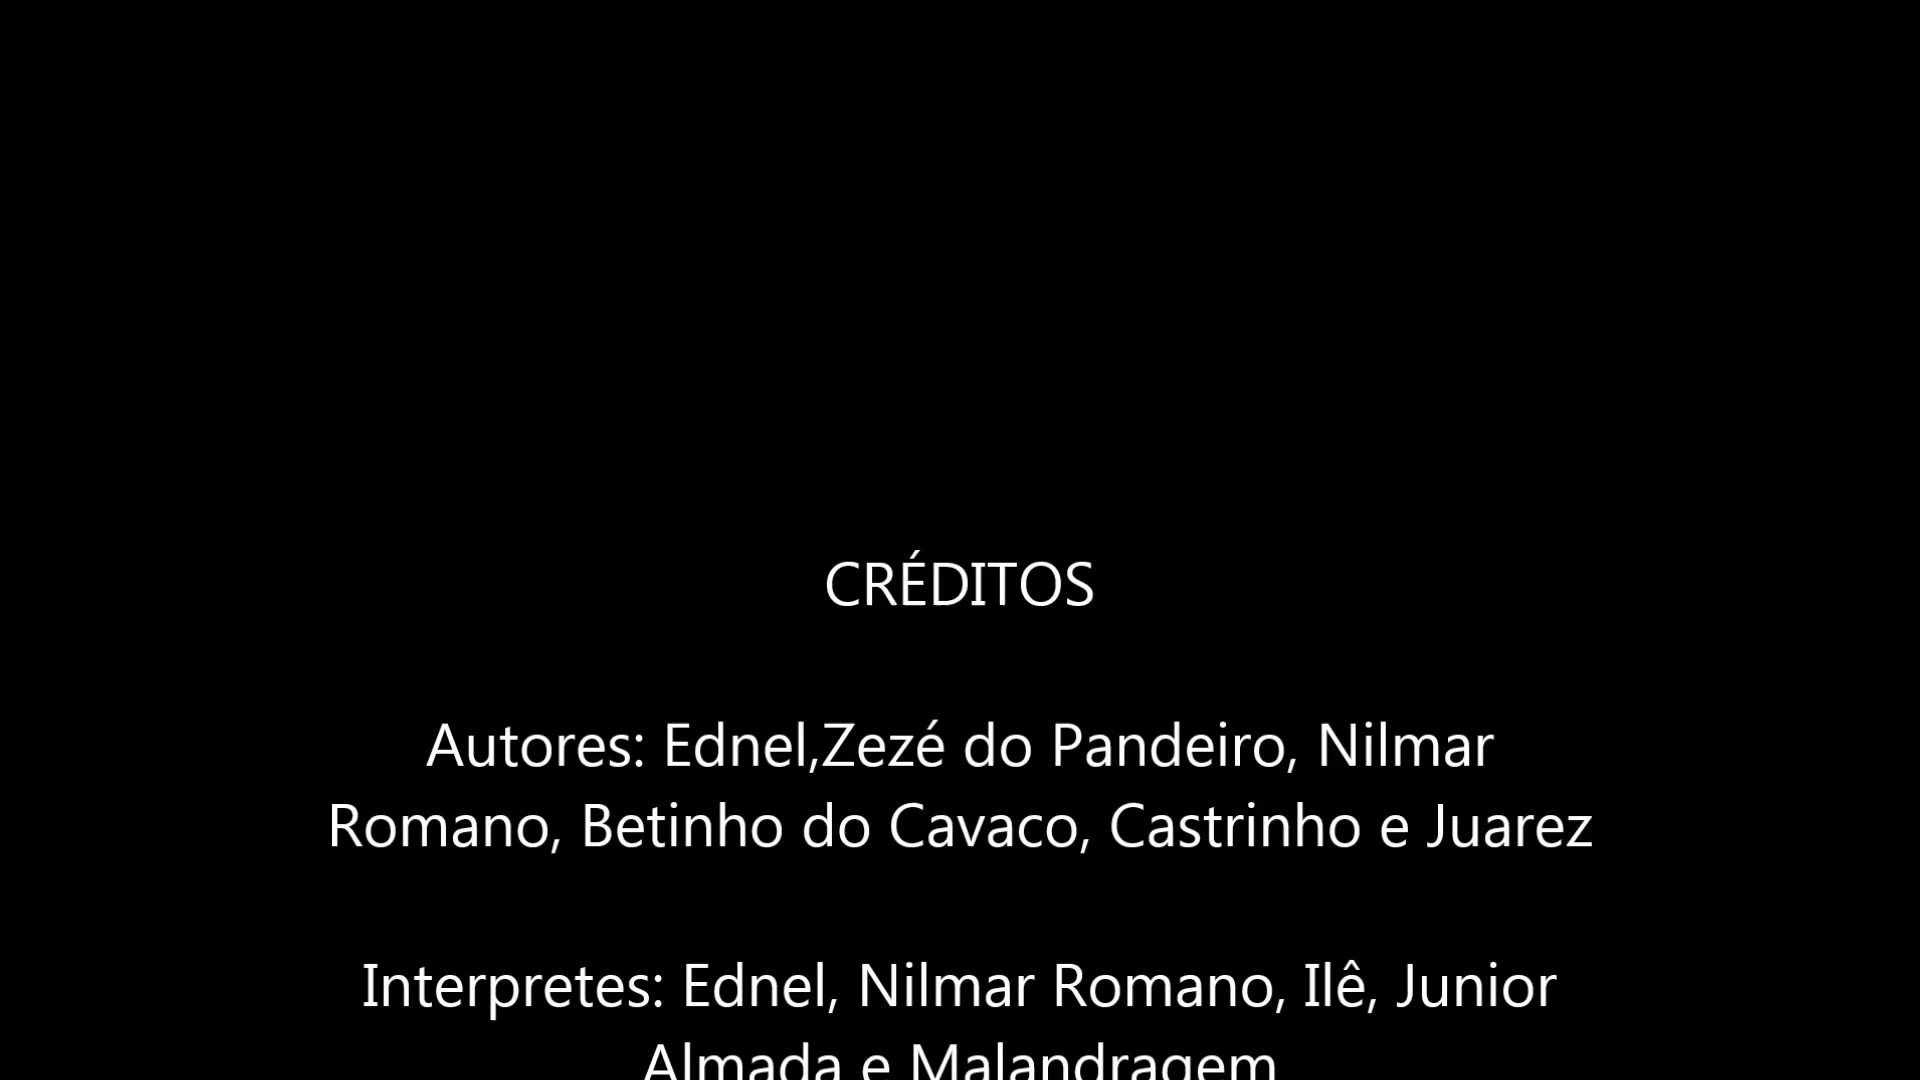 CRÉDITOS
Autores: Ednel,Zezé do Pandeiro, Nilmar
Romano, Betinho do Cavaco, Castrinho e Juarez
Interpretes: Ednel, Nilmar Romano, Ilê, Junior
Almada e Malandragem